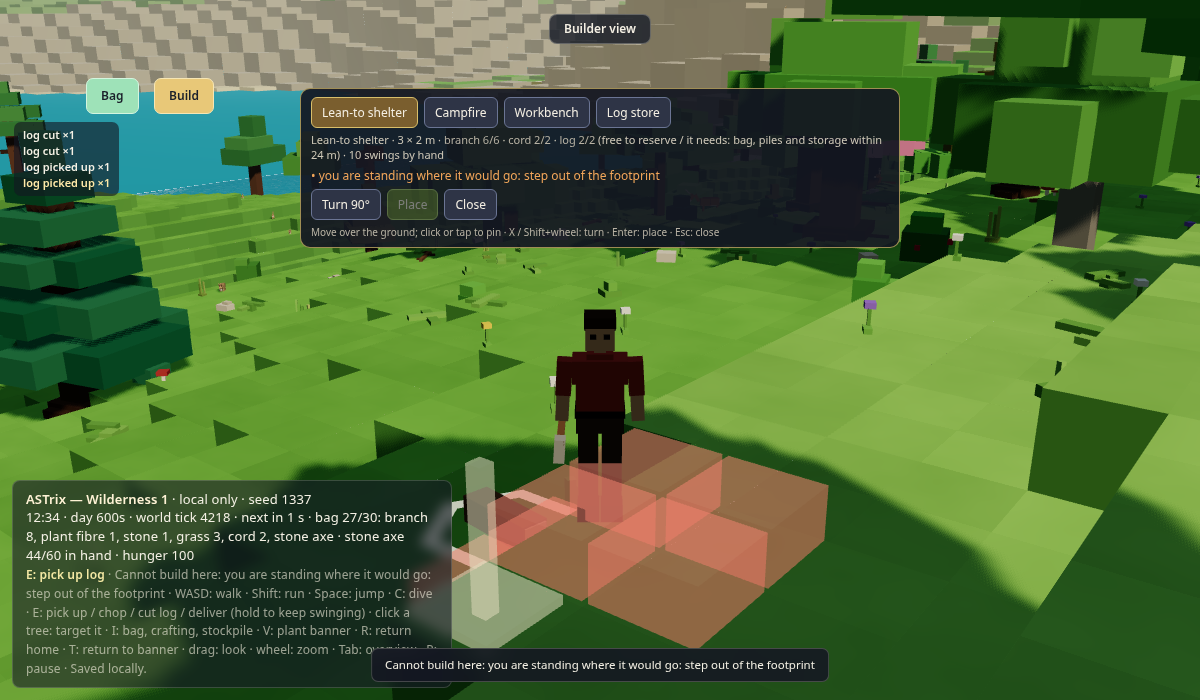 Builder view
Bag
Build
log cut ×1
log cut ×1
log picked up ×1
log picked up ×1
Lean-to shelter
Campfire
Workbench
Log store
Lean-to shelter · 3 × 2 m · branch 6/6 · cord 2/2 · log 2/2 (free to reserve / it needs: bag, piles and storage within
24 m) · 10 swings by hand
• you are standing where it would go: step out of the footprint
Turn 90°
Place
Close
Move over the ground; click or tap to pin · X / Shift+wheel: turn · Enter: place · Esc: close
ASTrix — Wilderness 1 · local only · seed 1337
12:34 · day 600s · world tick 4218 · next in 1 s · bag 27/30: branch
8, plant fibre 1, stone 1, grass 3, cord 2, stone axe · stone axe
44/60 in hand · hunger 100
E: pick up log · Cannot build here: you are standing where it would go:
step out of the footprint · WASD: walk · Shift: run · Space: jump · C: dive
· E: pick up / chop / cut log / deliver (hold to keep swinging) · click a
tree: target it · I: bag, crafting, stockpile · V: plant banner · R: return
home · T: return to banner · drag: look · wheel: zoom · Tab:
pause · Saved locally.
Cannot build here: you are standing where it would go: step out of the footprint